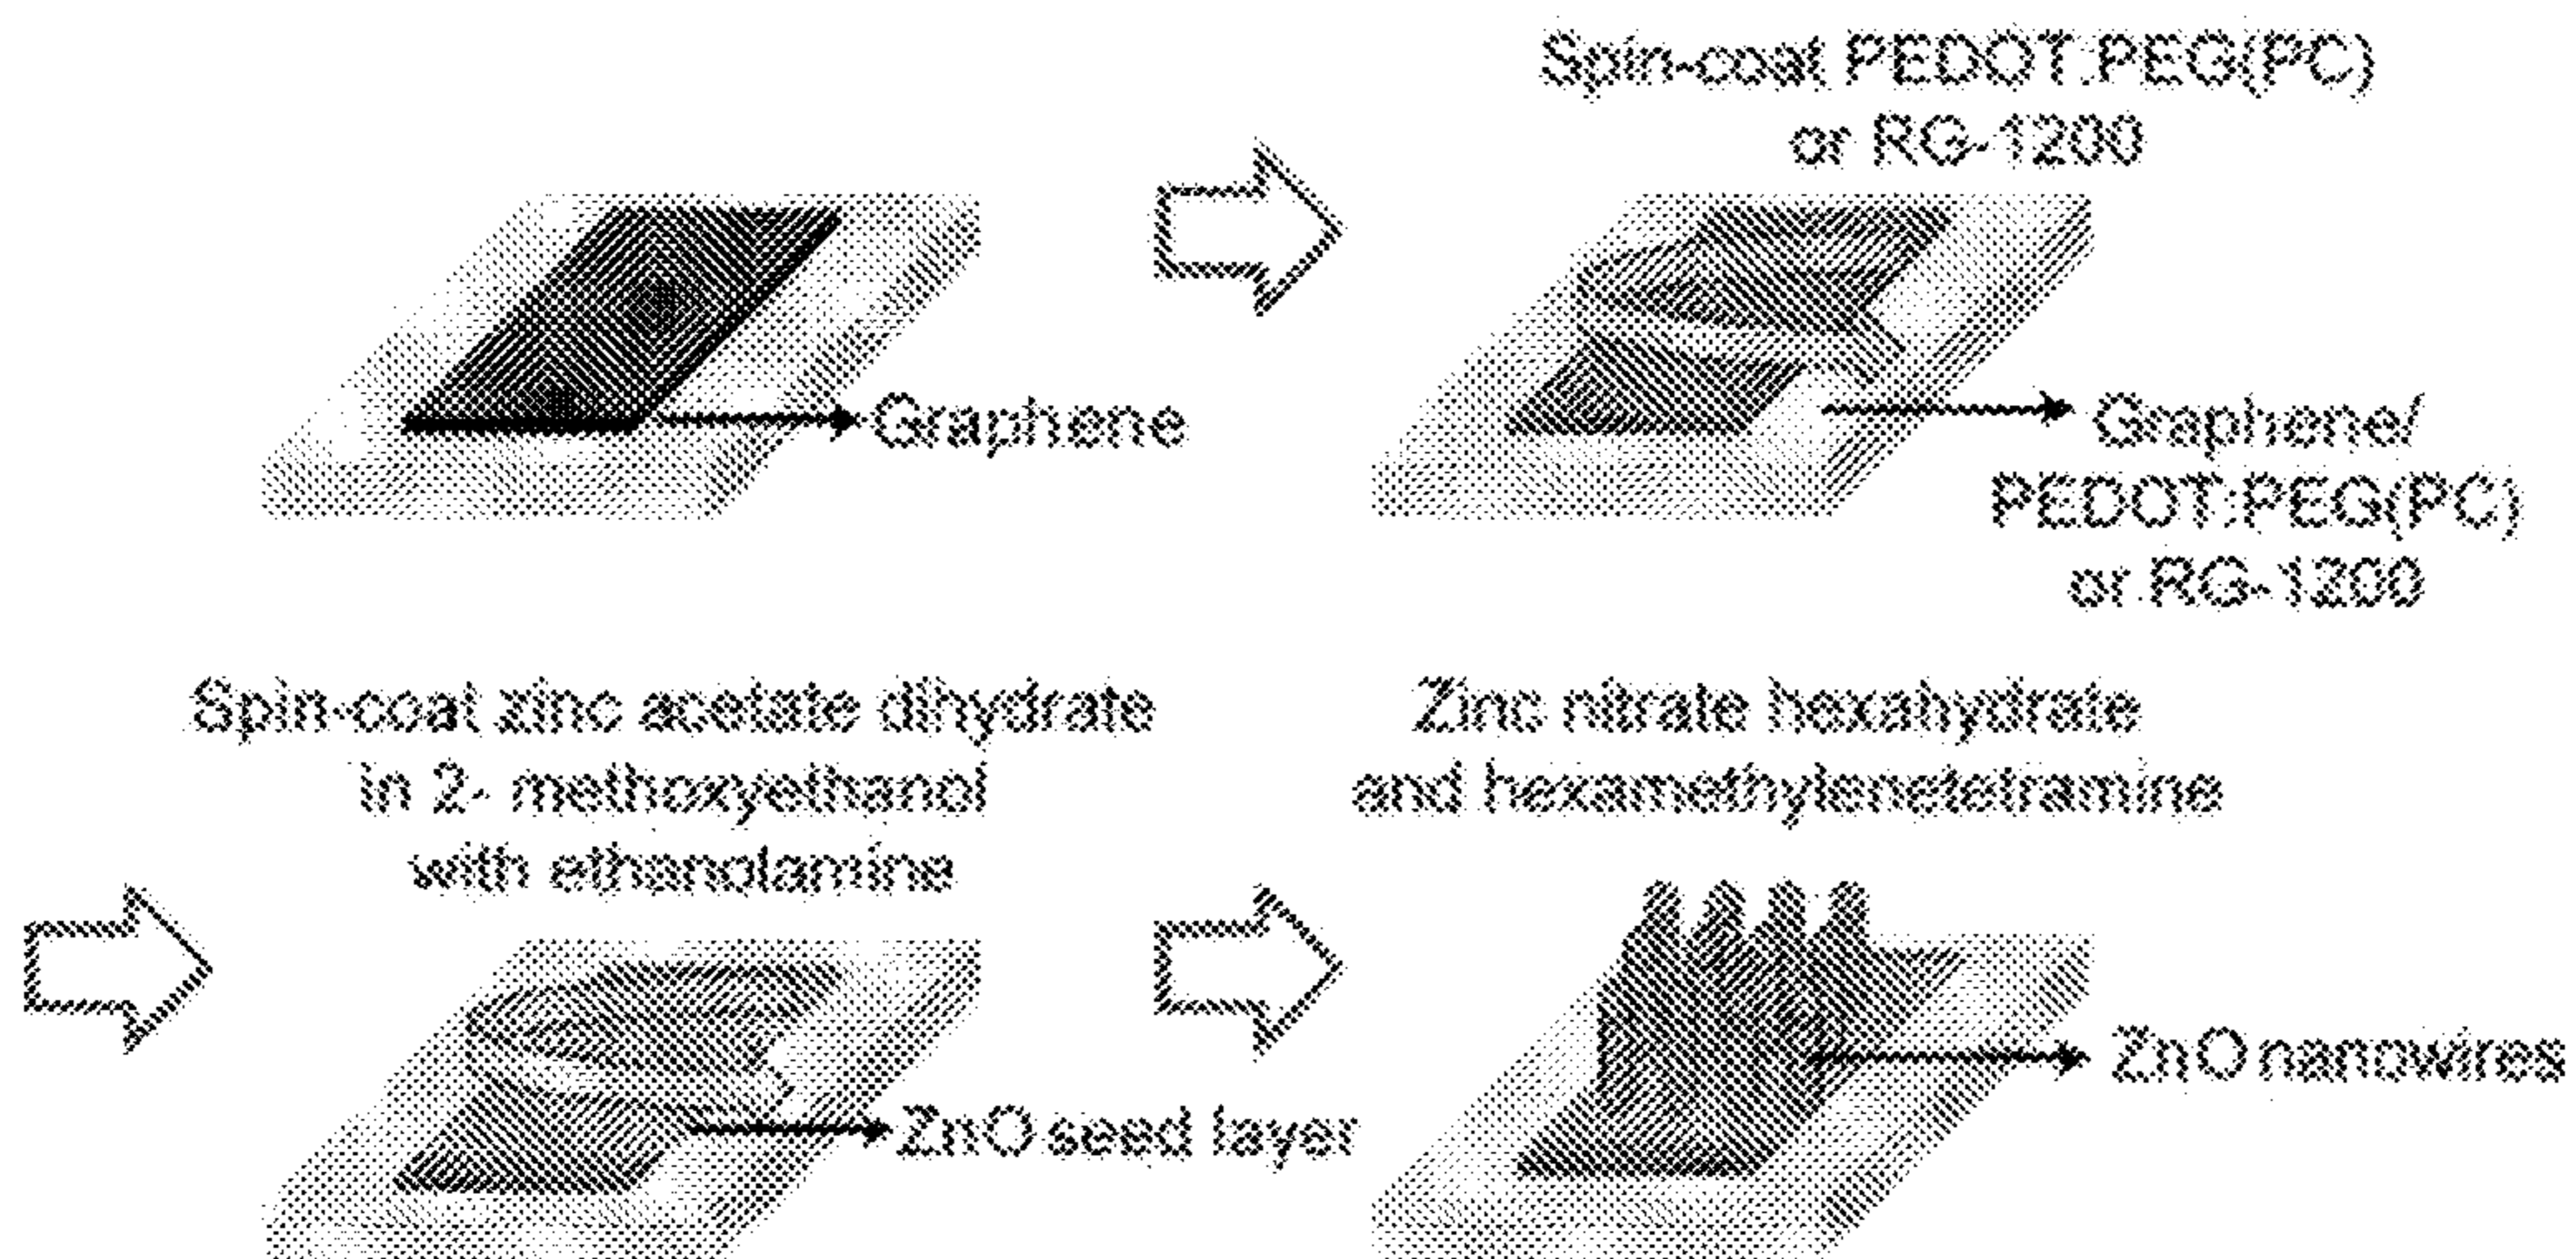 Spin-coat PEDOT:PEG(PC)
or RG-1200
Graphene
Graphene/
PEDOT:PEG(PC)
or RG-1200
Spin-coat zinc acetate dihydrate
in 2- methoxyethanol
with ethanolamine
Zinc nitrate hexahydrate
and hexamethylenetetramine
ZnO seed layer
ZnO nanowires